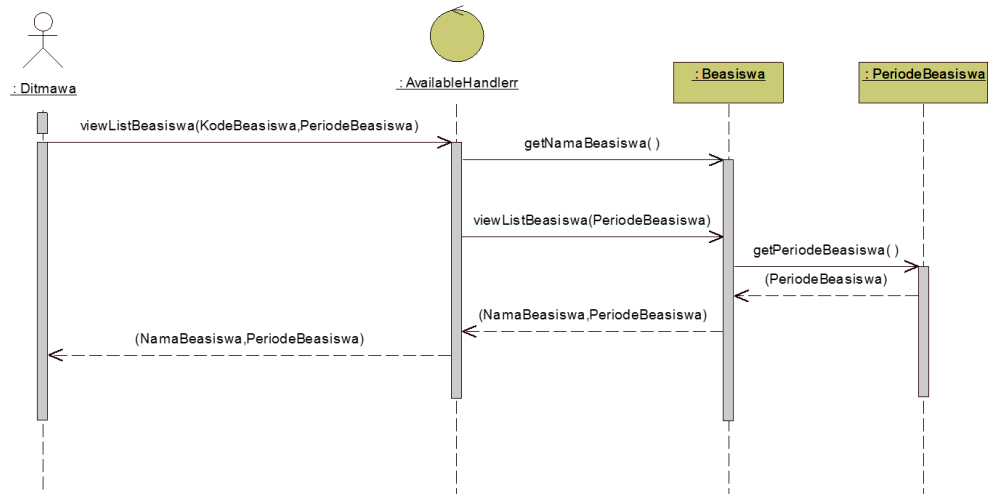 : Ditmawa
: AvailableHandlerr
: Beasiswa
: PeriodeBeasiswa
viewListBeasiswa(KodeBeasiswa,PeriodeBeasiswa)
getNamaBeasiswa( )
viewListBeasiswa(PeriodeBeasiswa)
getPeriodeBeasiswa( )
(PeriodeBeasiswa)
(NamaBeasiswa,PeriodeBeasiswa)
(NamaBeasiswa,PeriodeBeasiswa)